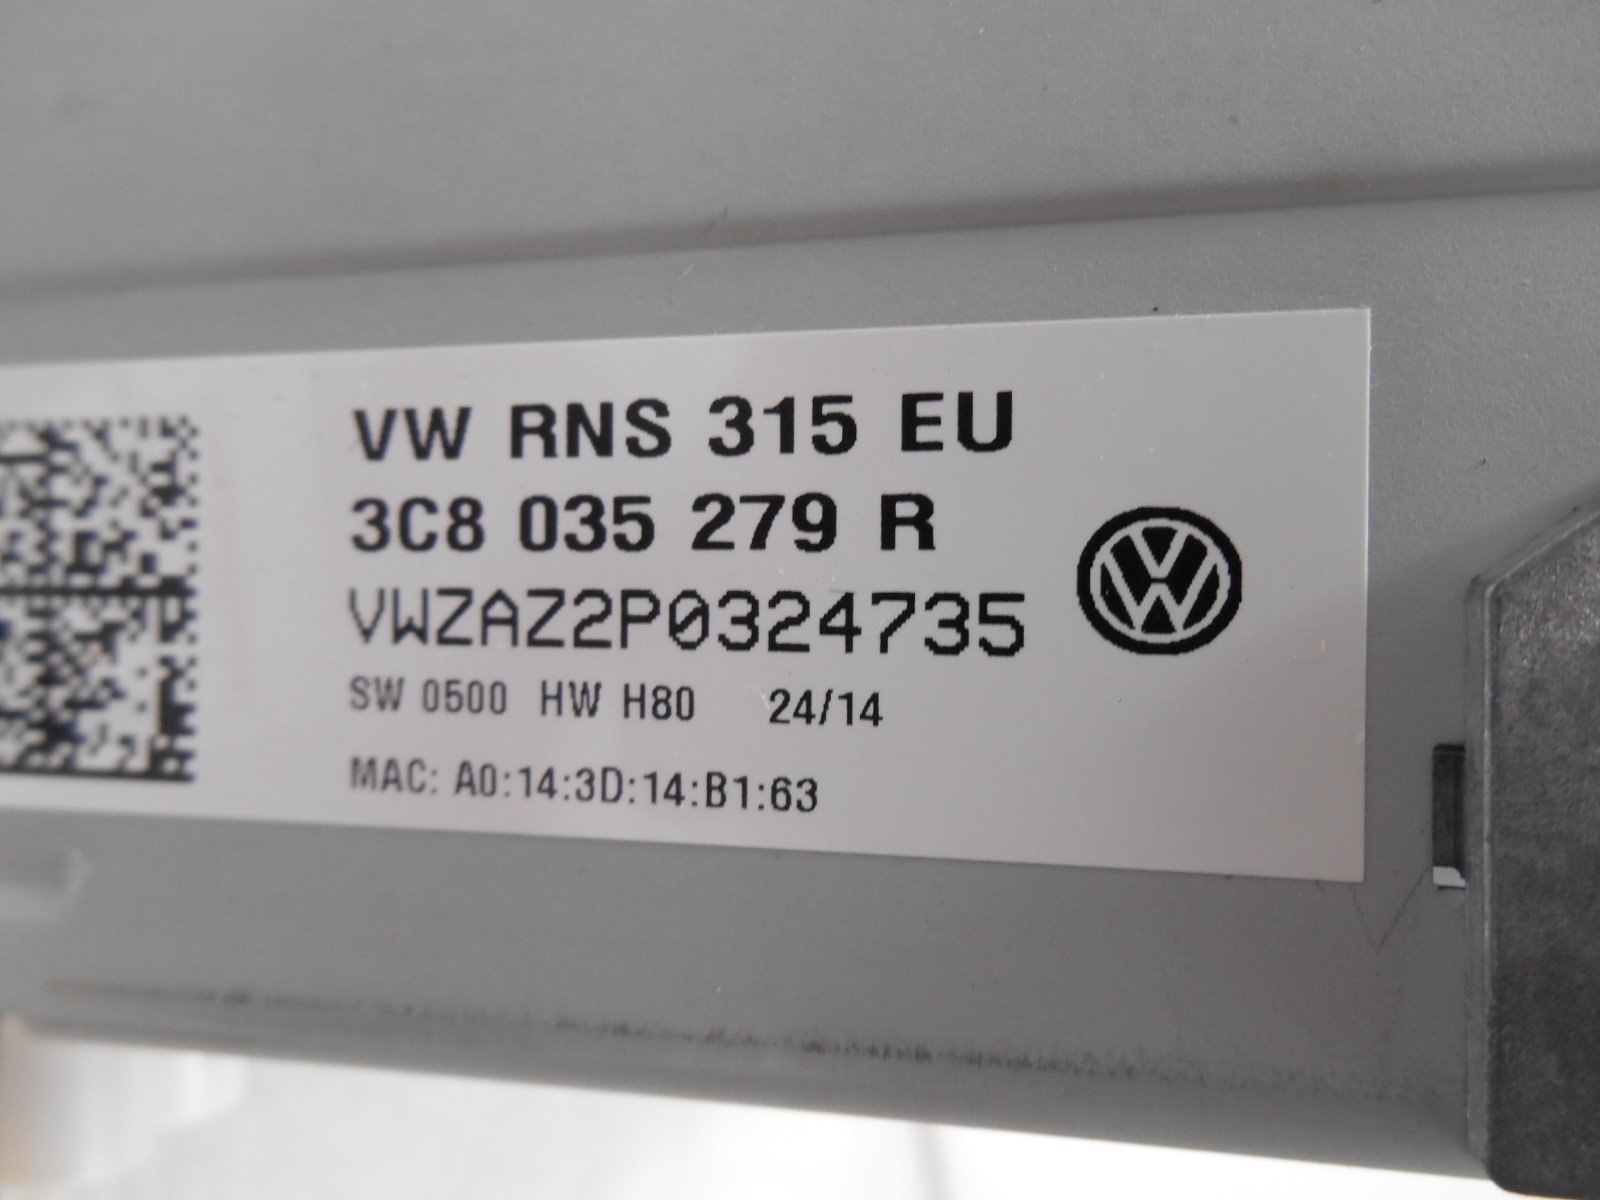 VW RNS 315 EU
3C8 035 279 R
VWZAZ2P0324735
SW 0500 HW H80 24/14
MAC: A0:14:3D:14:B1:63